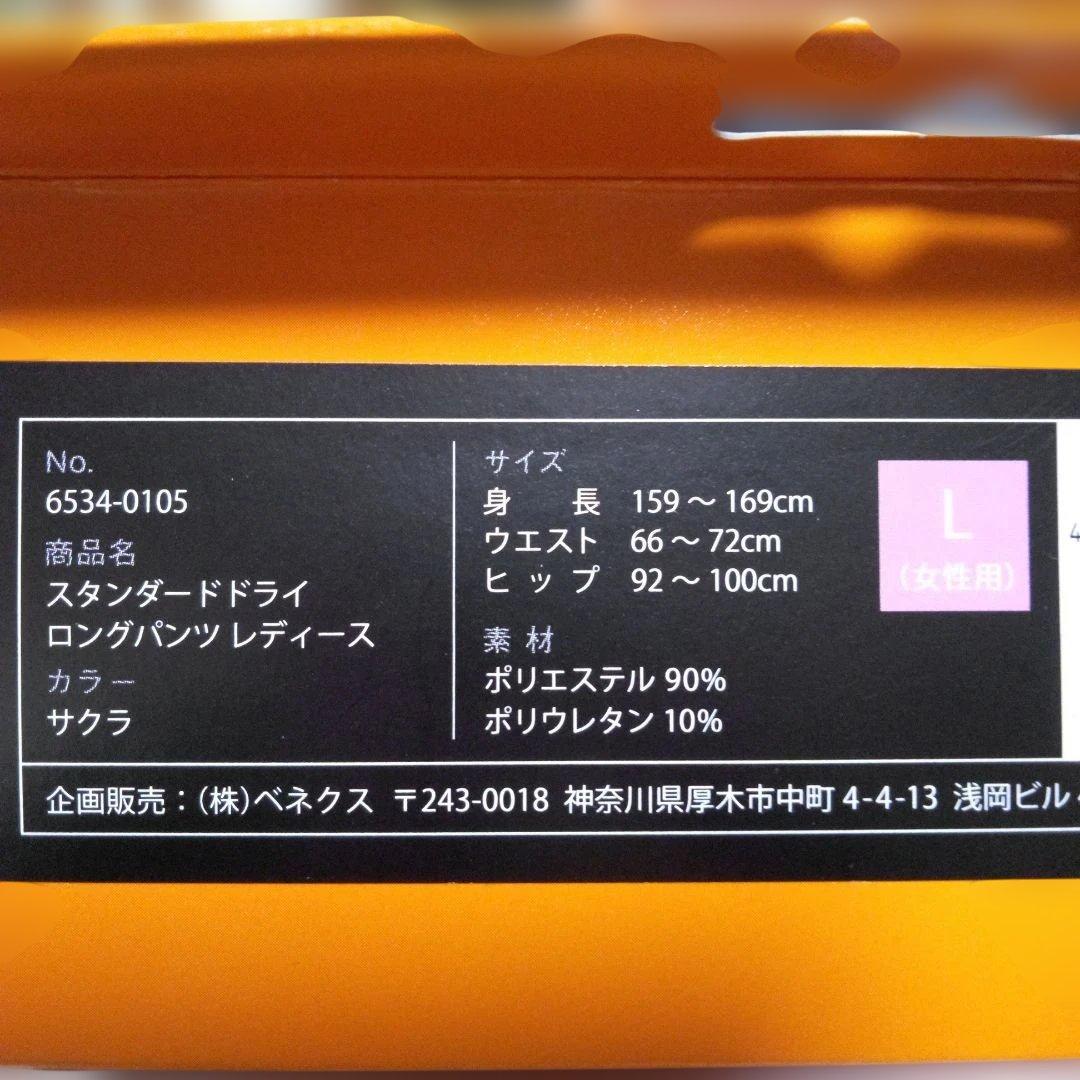 No.
6534-0105
商品名
スタンダードドライ
ロングパンツ レディース
カラー
サクラ
サイズ
身 長 159 〜 169cm
ウエスト 66 〜 72cm
ヒップ 92 〜 100cm
素材
ポリエステル 90%
ポリウレタン 10%
L
(女性用)
企画販売:(株)ベネクス 〒243-0018 神奈川県厚木市中町 4-4-13 浅岡ビル